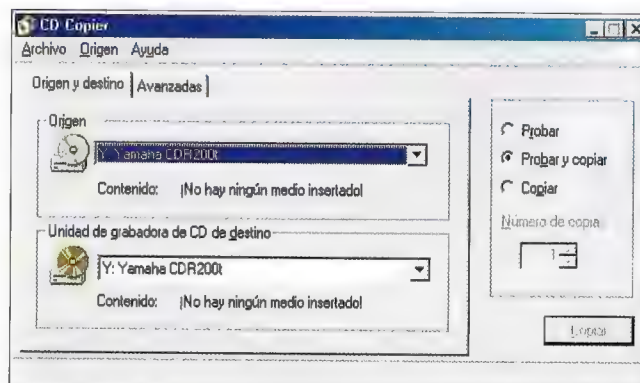 CD Copier
Archivo Origen Ayuda
Origen y destino Avanzadas
Origen
Y: Yamaha CDR200t
Contenido: ¡No hay ningún medio insertado!
Unidad de grabadora de CD de destino
Y: Yamaha CDR200t
Contenido: ¡No hay ningún medio insertado!
Probar
Probar y copiar
Copiar
Número de copia
1
Copiar